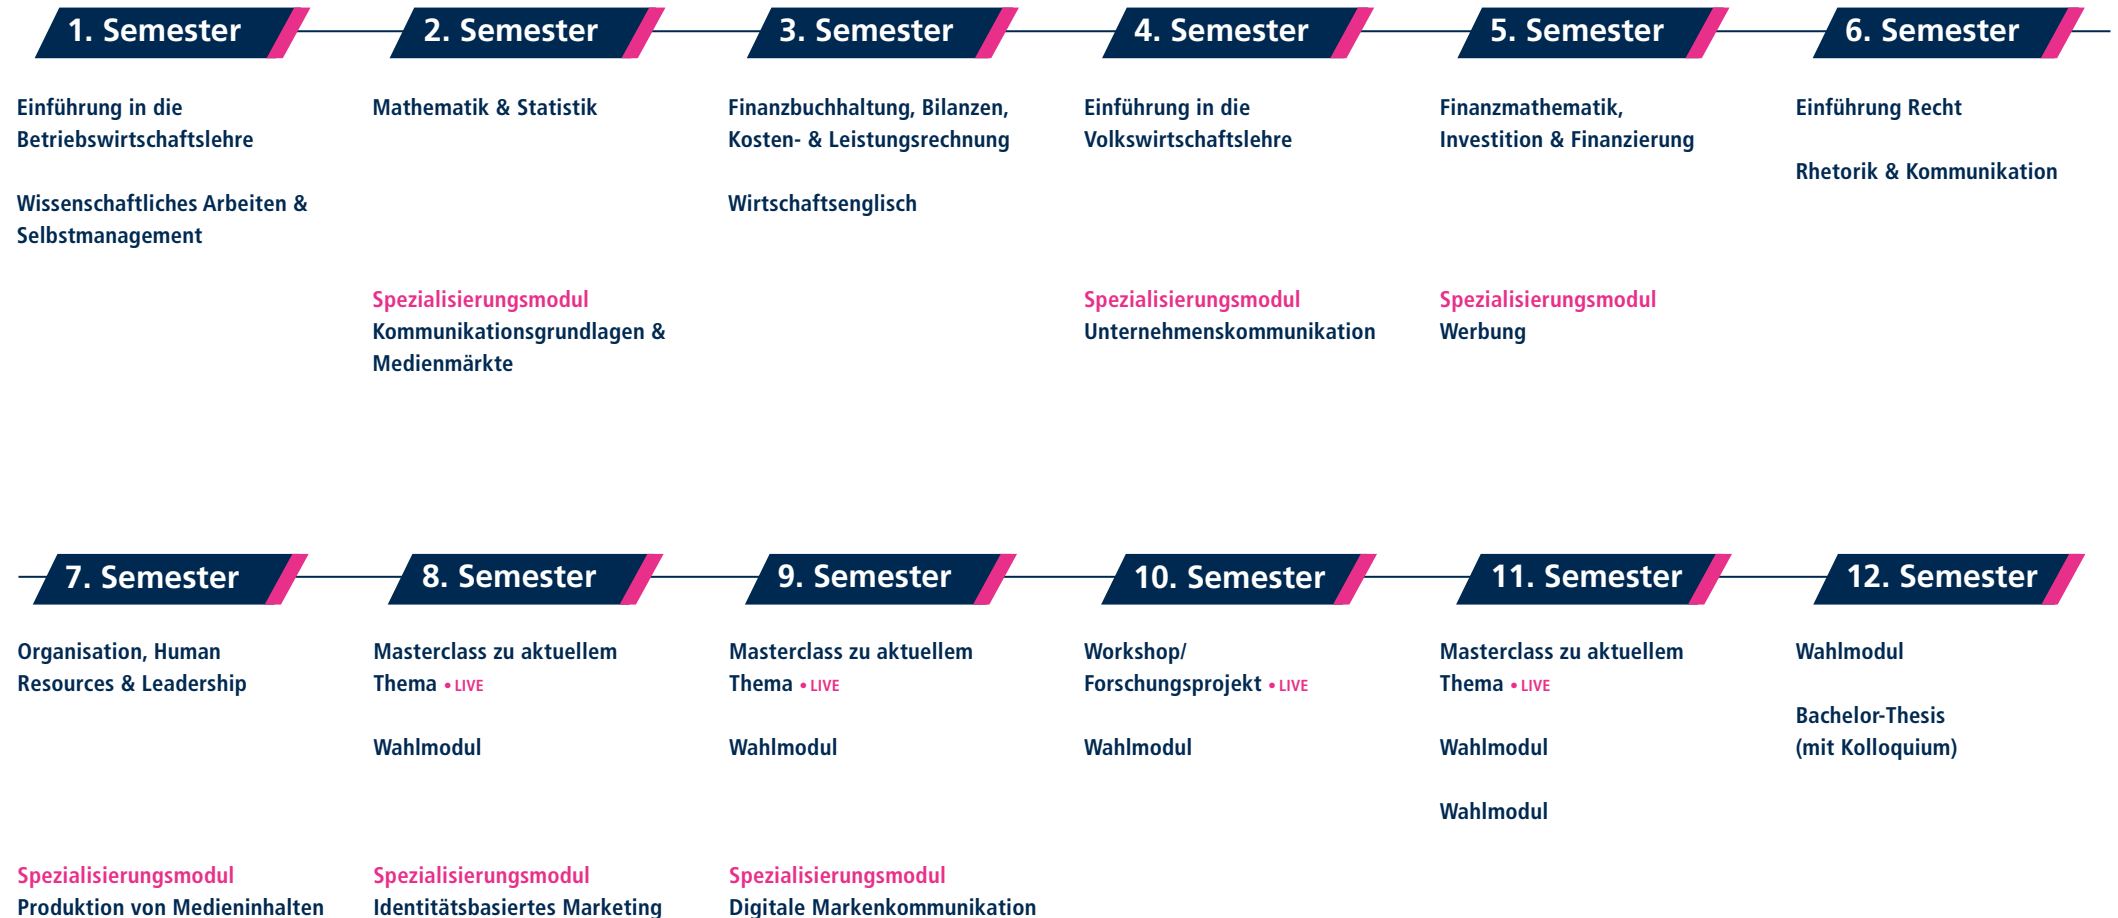 1. Semester
Einführung in die
Betriebswirtschaftslehre
Wissenschaftliches Arbeiten &
Selbstmanagement
2. Semester
Mathematik & Statistik
Spezialisierungsmodul
Kommunikationsgrundlagen &
Medienmärkte
3. Semester
Finanzbuchhaltung, Bilanzen,
Kosten- & Leistungsrechnung
Wirtschaftsenglisch
4. Semester
Einführung in die
Volkswirtschaftslehre
Spezialisierungsmodul
Unternehmenskommunikation
5. Semester
Finanzmathematik,
Investition & Finanzierung
Spezialisierungsmodul
Werbung
6. Semester
Einführung Recht
Rhetorik & Kommunikation
7. Semester
Organisation, Human
Resources & Leadership
Spezialisierungsmodul
Produktion von Medieninhalten
8. Semester
Masterclass zu aktuellem
Thema • LIVE
Wahlmodul
Spezialisierungsmodul
Identitätsbasiertes Marketing
9. Semester
Masterclass zu aktuellem
Thema • LIVE
Wahlmodul
Spezialisierungsmodul
Digitale Markenkommunikation
10. Semester
Workshop/
Forschungsprojekt • LIVE
Wahlmodul
11. Semester
Masterclass zu aktuellem
Thema • LIVE
Wahlmodul
Wahlmodul
12. Semester
Wahlmodul
Bachelor-Thesis
(mit Kolloquium)